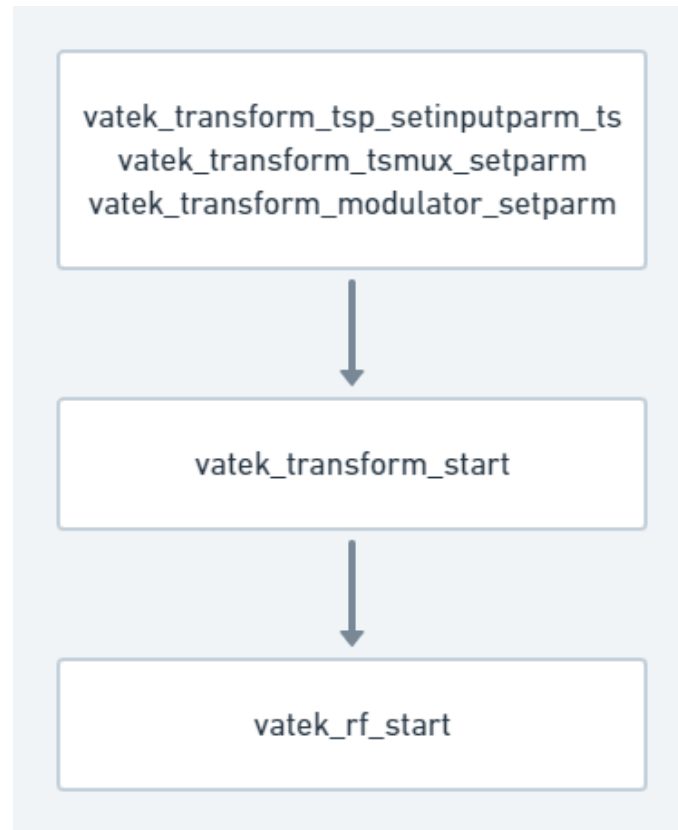 vatek_transform_tsp_setinputparm_ts
vatek_transform_tsmux_setparm
vatek_transform_modulator_setparm
vatek_transform_start
vatek_rf_start